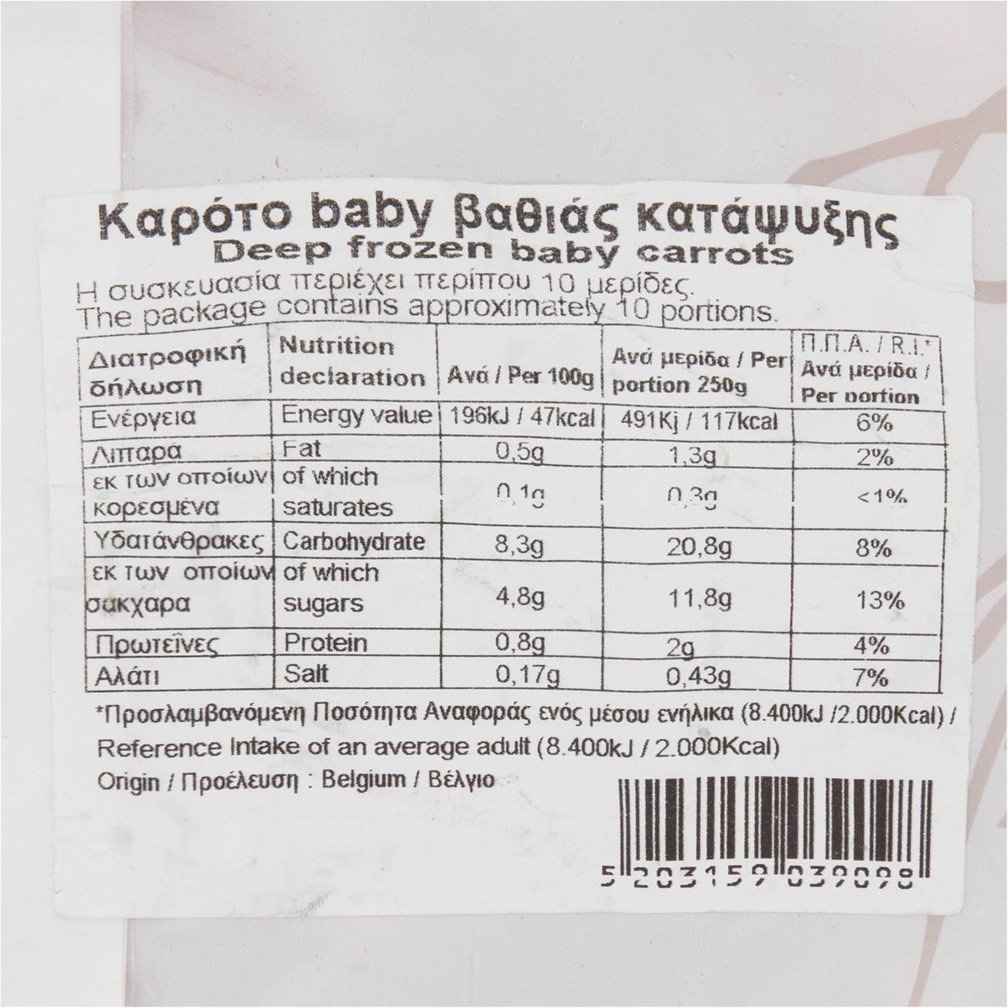 Καρότο baby βαθιάς κατάψυξης
Deep frozen baby carrots
Η συσκευασία περιέχει περίπου 10 μερίδες.
The package contains approximately 10 portions.
Διατροφική δήλωση Nutrition declaration Ανά / Per 100g Ανά μερίδα / Per portion 250g Π.Π.Α. / R.I.* Ανά μερίδα / Per portion
Ενέργεια Energy value 196kJ / 47kcal 491Kj / 117kcal 6%
Λιπαρά Fat 0,5g 1,3g 2%
εκ των οποίων κορεσμένα of which saturates 0,1g 0,3g <1%
Υδατάνθρακες Carbohydrate 8,3g 20,8g 8%
εκ των οποίων σακχαρα of which sugars 4,8g 11,8g 13%
Πρωτεΐνες Protein 0,8g 2g 4%
Αλάτι Salt 0,17g 0,43g 7%
*Προσλαμβανόμενη Ποσότητα Αναφοράς ενός μέσου ενήλικα (8.400kJ /2.000Kcal) /
Reference Intake of an average adult (8.400kJ / 2.000Kcal)
Origin / Προέλευση : Belgium / Βέλγιο
5 203159 039098